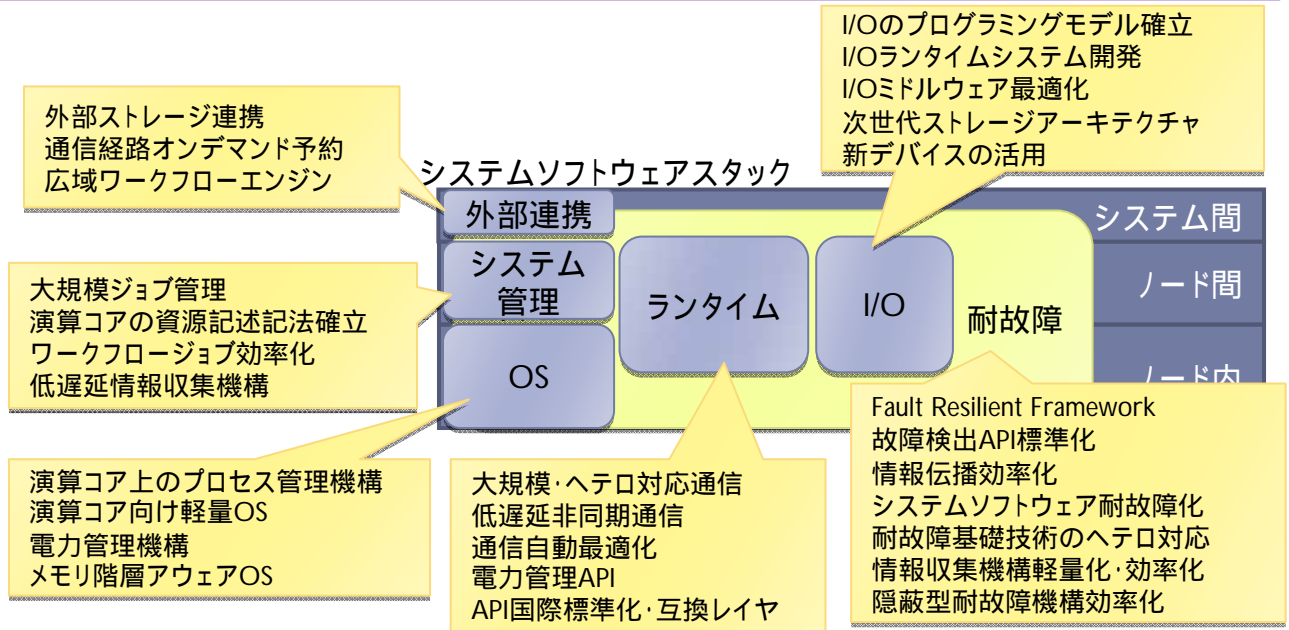 I/Oのプログラミングモデル確立
I/Oランタイムシステム開発
I/Oミドルウェア最適化
次世代ストレージアーキテクチャ
新デバイスの活用
外部ストレージ連携
通信経路オンデマンド予約
広域ワークフローエンジン
システムソフトウェアスタック
外部連携
システム間
システム
管理
ランタイム
I/O
耐故障
ノード間
OS
ノード内
大規模ジョブ管理
演算コアの資源記述記法確立
ワークフロージョブ効率化
低遅延情報収集機構
演算コア上のプロセス管理機構
演算コア向け軽量OS
電力管理機構
メモリ階層アウェアOS
大規模・ヘテロ対応通信
低遅延非同期通信
通信自動最適化
電力管理API
API国際標準化・互換レイヤ
Fault Resilient Framework
故障検出API標準化
情報伝播効率化
システムソフトウェア耐故障化
耐故障基礎技術のヘテロ対応
情報収集機構軽量化・効率化
隠蔽型耐故障機構効率化